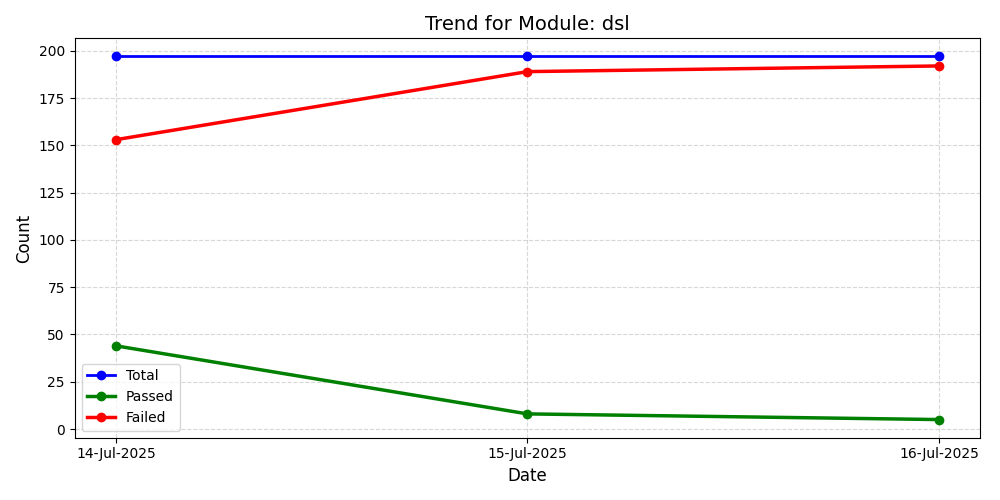 Trend for Module: dsl
Count
200
175
150
125
100
75
50
25
0
Total
Passed
Failed
14-Jul-2025
15-Jul-2025
16-Jul-2025
Date